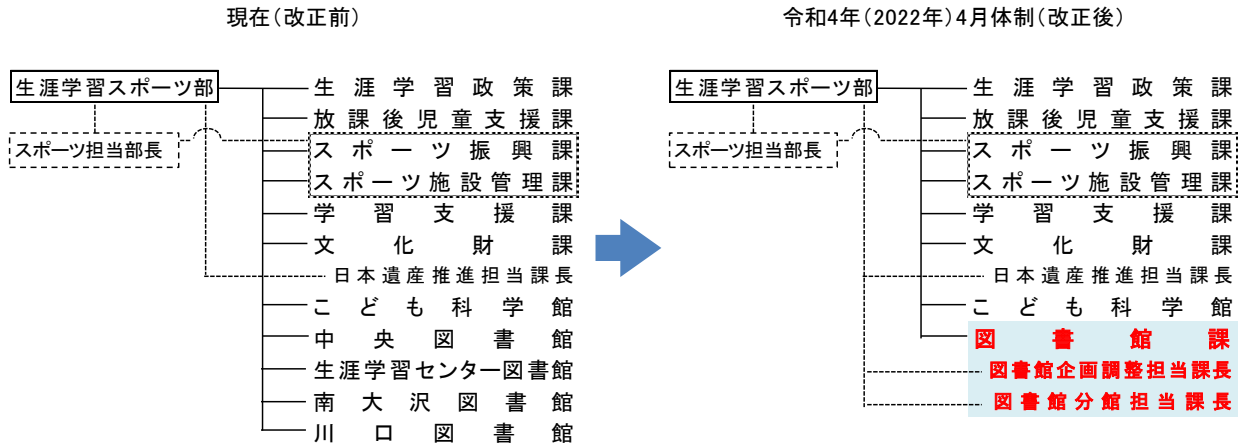 現在(改正前)
生涯学習スポーツ部
スポーツ担当部長
生涯学習政策課
放課後児童支援課
スポーツ振興課
スポーツ施設管理課
学習支援課
文化財課
日本遺産推進担当課長
こども科学館
中央図書館
生涯学習センター図書館
南大沢図書館
川口図書館
令和4年(2022年)4月体制(改正後)
生涯学習スポーツ部
スポーツ担当部長
生涯学習政策課
放課後児童支援課
スポーツ振興課
スポーツ施設管理課
学習支援課
文化財課
日本遺産推進担当課長
こども科学館
図書館課
図書館企画調整担当課長
図書館分館担当課長